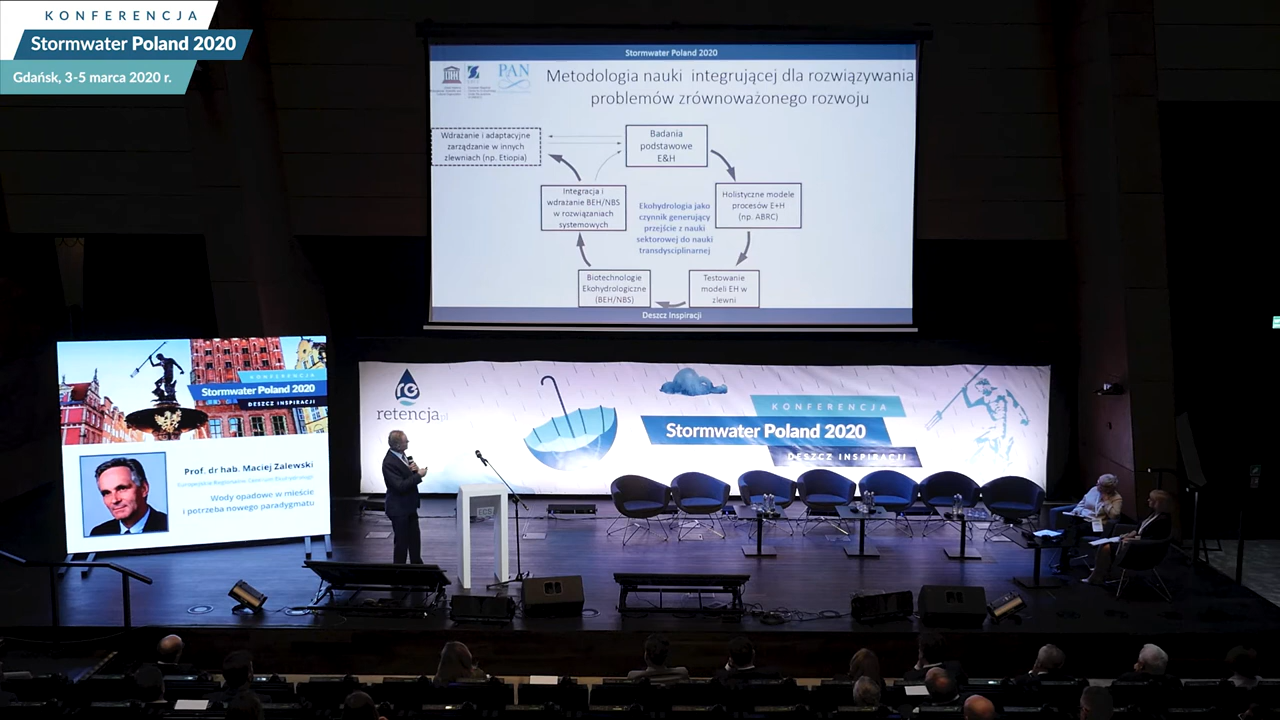 KONFERENCJA
Stormwater Poland 2020
Gdańsk, 3-5 marca 2020 r.
Stormwater Poland 2020
PAN
Metodologia nauki integrującej dla rozwiązywania
problemów zrównoważonego rozwoju
Wdrażanie i adaptacyjne
zarządzanie w innych
zlewniach (np. Etiopia)
Badania
podstawowe
E&H
Integracja i
wdrażanie BEH/NBS
w rozwiązaniach
systemowych
Ekohydrologia jako
czynnik generujący
przejście z nauki
sektorowej do nauki
transdyscyplinarnej
Holistyczne modele
procesów E+H
(np. ABRC)
Biotechnologie
Ekohydrologiczne
(BEH/NBS)
Testowanie
modeli EH w
zlewni
Deszcz Inspiracji
KONFERENCJA
Stormwater Poland 2020
DESZCZ INSPIRACJI
Prof. dr hab. Maciej Zalewski
Wody opadowe w mieście
i potrzeba nowego paradygmatu
retencja.pl
KONFERENCJA
Stormwater Poland 2020
DESZCZ INSPIRACJI
ECS